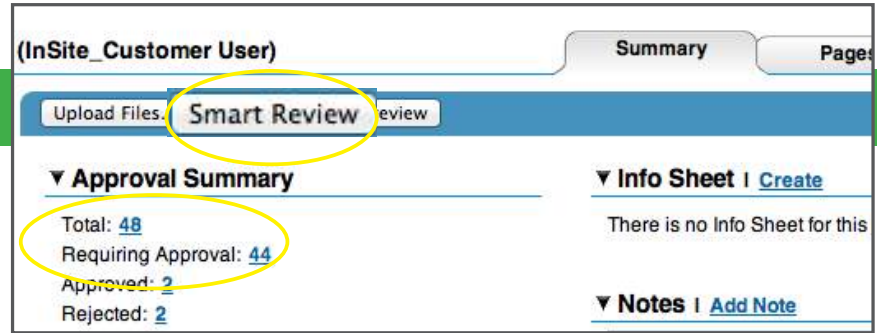 (InSite_Customer User)
Summary
Pages
Upload Files.
Smart Review
eview
▼ Approval Summary
Total: 48
Requiring Approval: 44
Approved: 2
Rejected: 2
▼ Info Sheet | Create
There is no Info Sheet for this
▼ Notes | Add Note